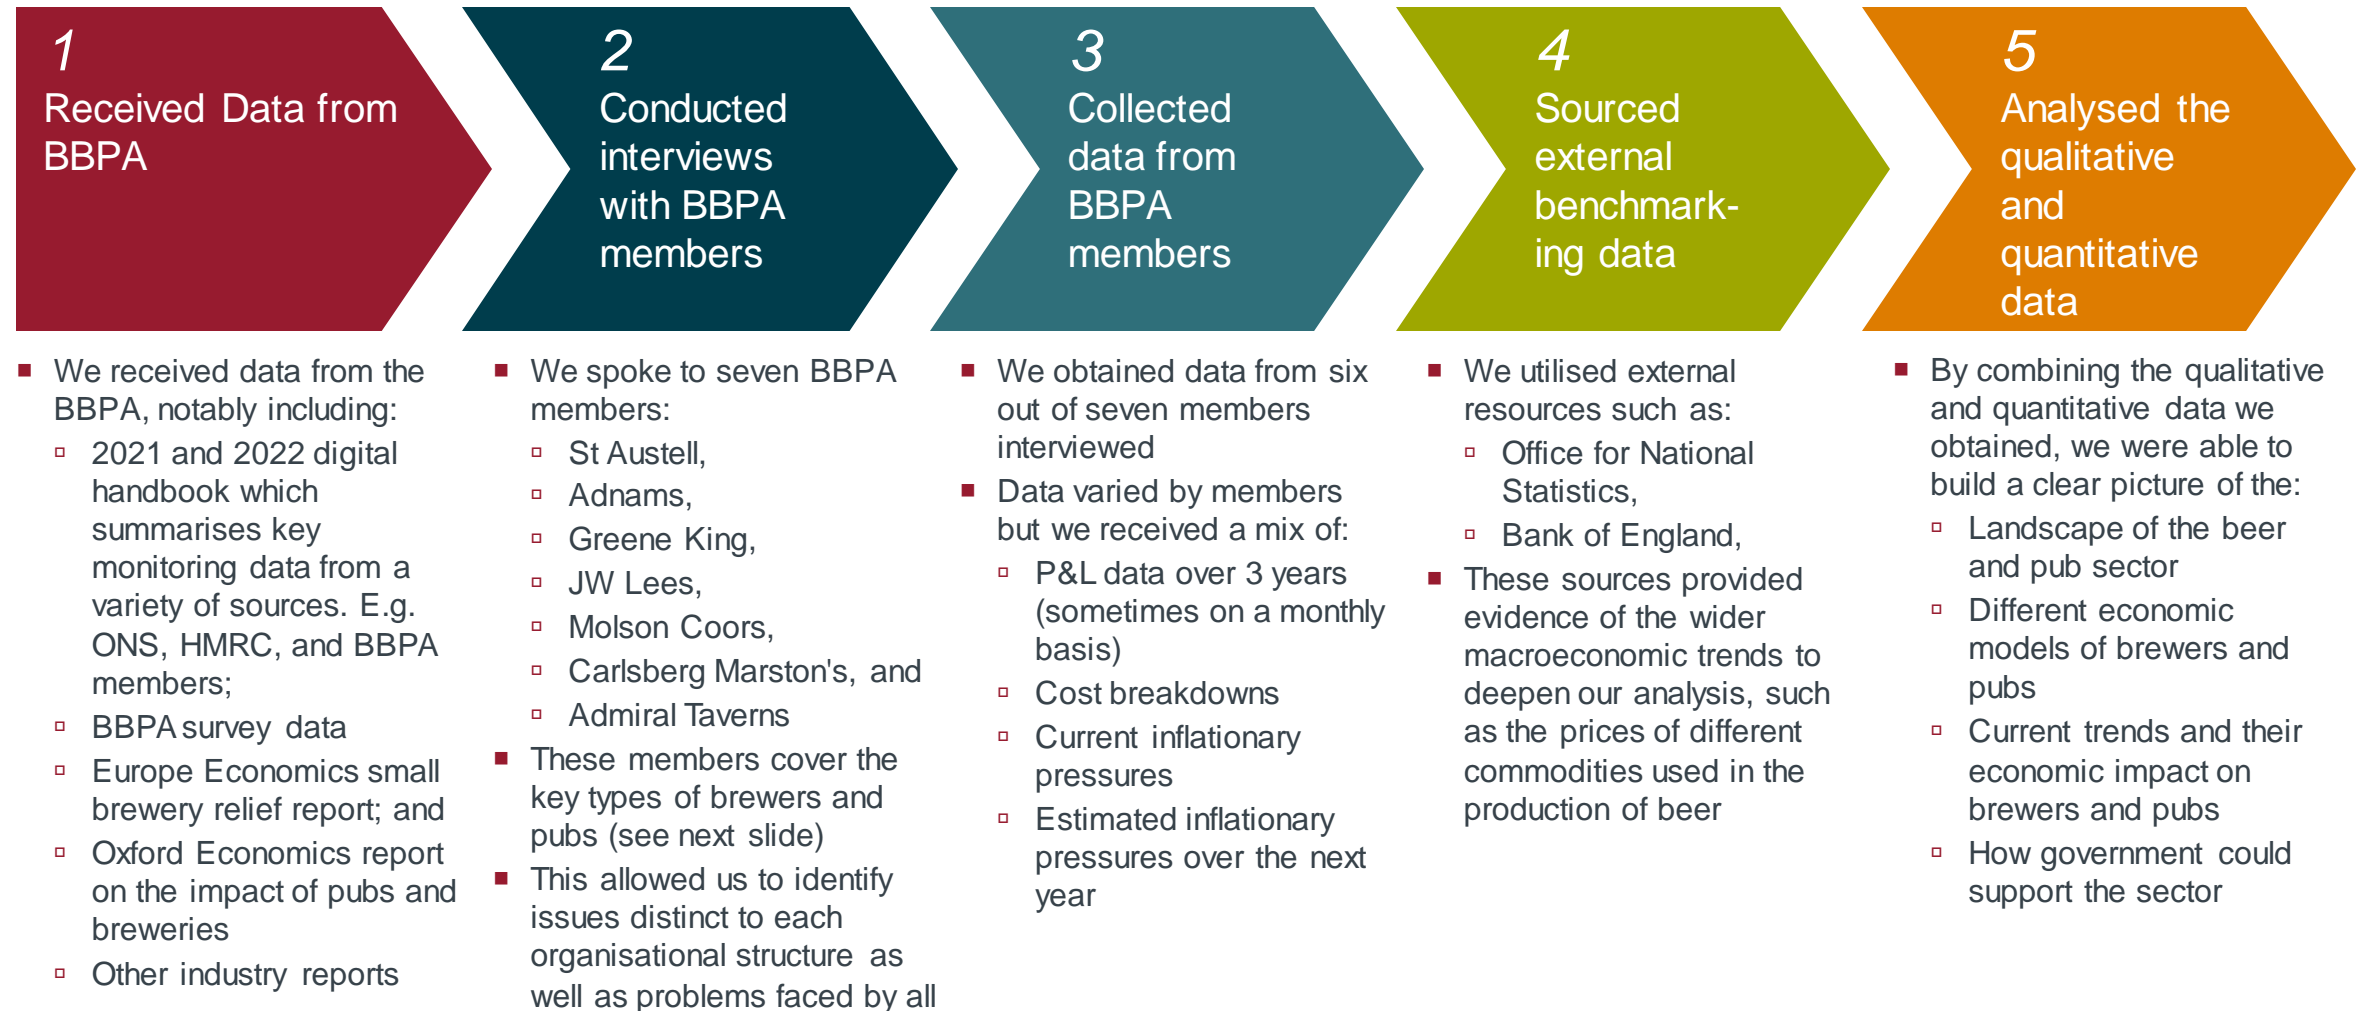 1
Received Data from
BBPA
2
Conducted
interviews
with BBPA
members
3
Collected
data from
BBPA
members
4
Sourced
external
benchmark-
ing data
5
Analysed the
qualitative
and
quantitative
data
We received data from the
BBPA, notably including:
2021 and 2022 digital
handbook which
summarises key
monitoring data from a
variety of sources. E.g.
ONS, HMRC, and BBPA
members;
BBPA survey data
Europe Economics small
brewery relief report; and
Oxford Economics report
on the impact of pubs and
breweries
Other industry reports
We spoke to seven BBPA
members:
St Austell,
Adnams,
Greene King,
JW Lees,
Molson Coors,
Carlsberg Marston's, and
Admiral Taverns
These members cover the
key types of brewers and
pubs (see next slide)
This allowed us to identify
issues distinct to each
organisational structure as
well as problems faced by all
We obtained data from six
out of seven members
interviewed
Data varied by members
but we received a mix of:
P&L data over 3 years
(sometimes on a monthly
basis)
Cost breakdowns
Current inflationary
pressures
Estimated inflationary
pressures over the next
year
We utilised external
resources such as:
Office for National
Statistics,
Bank of England,
These sources provided
evidence of the wider
macroeconomic trends to
deepen our analysis, such
as the prices of different
commodities used in the
production of beer
By combining the qualitative
and quantitative data we
obtained, we were able to
build a clear picture of the:
Landscape of the beer
and pub sector
Different economic
models of brewers and
pubs
Current trends and their
economic impact on
brewers and pubs
How government could
support the sector